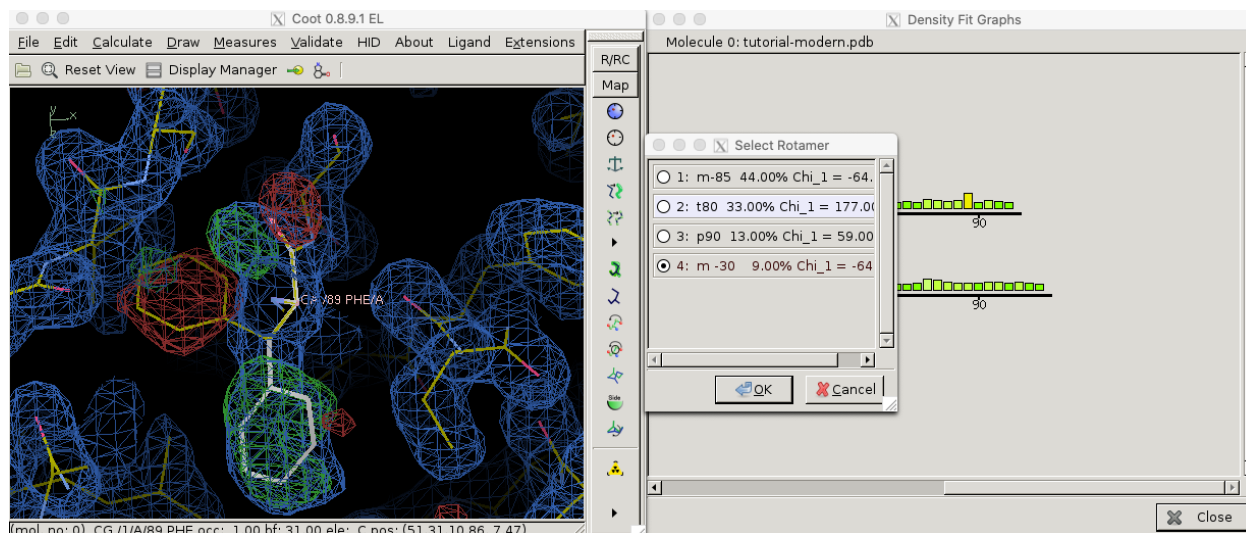 Coot 0.8.9.1 EL
File Edit Calculate Draw Measures Validate HID About Ligand Extensions
Reset View Display Manager
R/RC
Map
Side
y
x
CA /89 PHE/A
(mol. no: 0) CG /1/A/89 PHE occ: 1.00 bf: 31.00 ele: C pos: (51.31,10.86, 7.47)
Density Fit Graphs
Molecule 0: tutorial-modern.pdb
90
90
Close
Select Rotamer
1: m-85 44.00% Chi_1 = -64.
2: t80 33.00% Chi_1 = 177.00
3: p90 13.00% Chi_1 = 59.00
4: m -30 9.00% Chi_1 = -64
OK Cancel